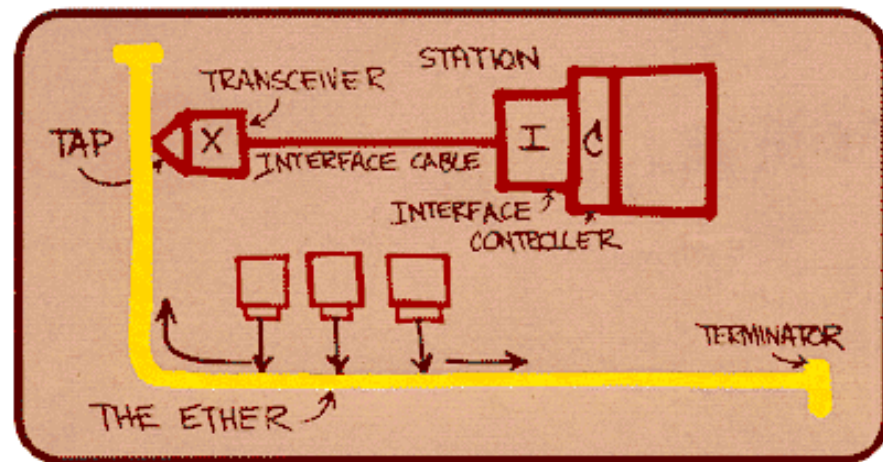 STATION
TRANSCEIVER
TAP
X
I
C
INTERFACE CABLE
INTERFACE
CONTROLLER
TERMINATOR
THE ETHER